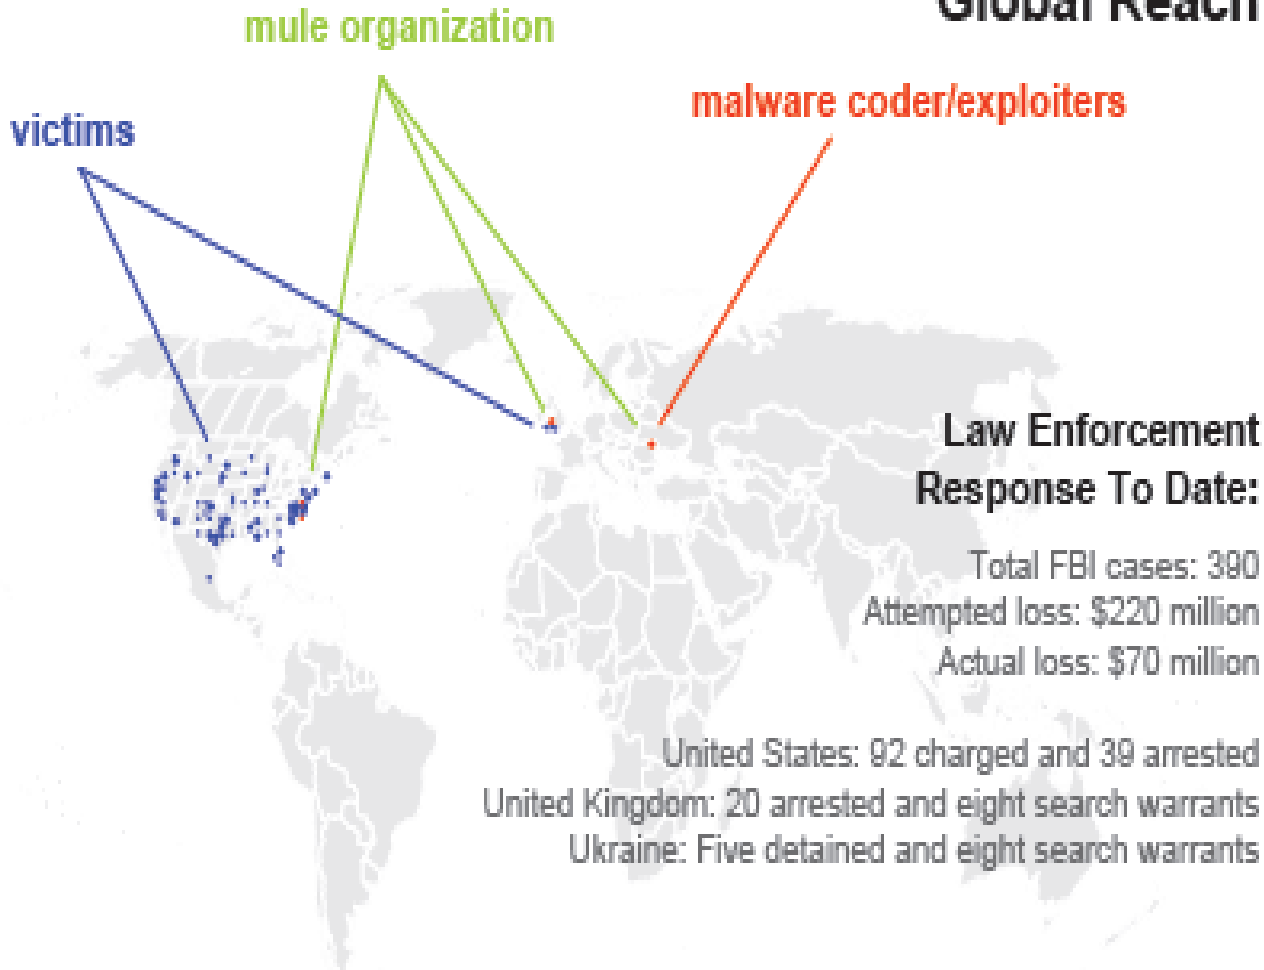 Global Reach
mule organization
malware coder/exploiters
victims
Law Enforcement
Response To Date:
Total FBI cases: 390
Attempted loss: $220 million
Actual loss: $70 million
United States: 92 charged and 39 arrested
United Kingdom: 20 arrested and eight search warrants
Ukraine: Five detained and eight search warrants